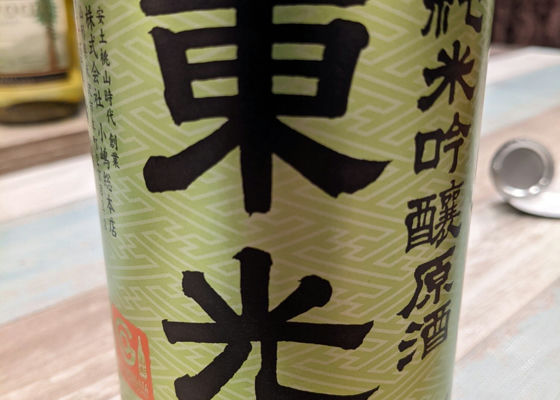 純米吟醸原酒
東光
安土桃山時代 創業
株式会社 小嶋総本店